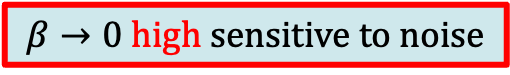 β → 0 high sensitive to noise